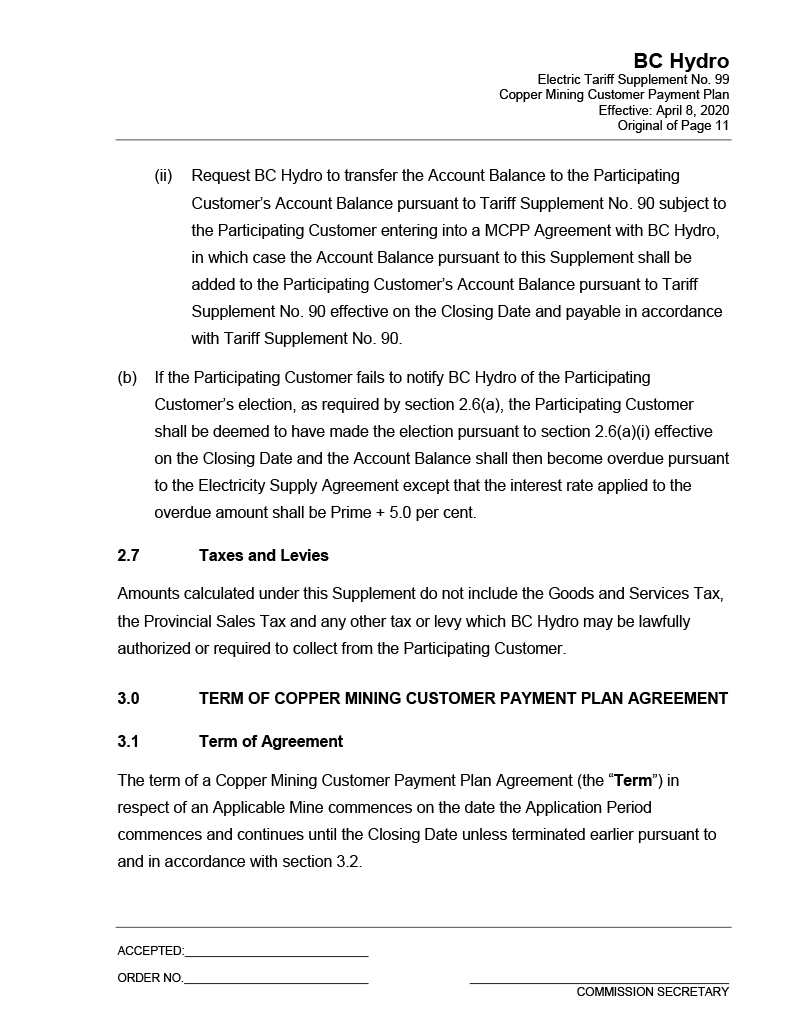 BC Hydro
Electric Tariff Supplement No. 99
Copper Mining Customer Payment Plan
Effective: April 8, 2020
Original of Page 11
(ii) Request BC Hydro to transfer the Account Balance to the Participating
Customer’s Account Balance pursuant to Tariff Supplement No. 90 subject to
the Participating Customer entering into a MCPP Agreement with BC Hydro,
in which case the Account Balance pursuant to this Supplement shall be
added to the Participating Customer’s Account Balance pursuant to Tariff
Supplement No. 90 effective on the Closing Date and payable in accordance
with Tariff Supplement No. 90.
(b) If the Participating Customer fails to notify BC Hydro of the Participating
Customer’s election, as required by section 2.6(a), the Participating Customer
shall be deemed to have made the election pursuant to section 2.6(a)(i) effective
on the Closing Date and the Account Balance shall then become overdue pursuant
to the Electricity Supply Agreement except that the interest rate applied to the
overdue amount shall be Prime + 5.0 per cent.
2.7 Taxes and Levies
Amounts calculated under this Supplement do not include the Goods and Services Tax,
the Provincial Sales Tax and any other tax or levy which BC Hydro may be lawfully
authorized or required to collect from the Participating Customer.
3.0 TERM OF COPPER MINING CUSTOMER PAYMENT PLAN AGREEMENT
3.1 Term of Agreement
The term of a Copper Mining Customer Payment Plan Agreement (the “Term”) in
respect of an Applicable Mine commences on the date the Application Period
commences and continues until the Closing Date unless terminated earlier pursuant to
and in accordance with section 3.2.
ACCEPTED:
ORDER NO.
COMMISSION SECRETARY